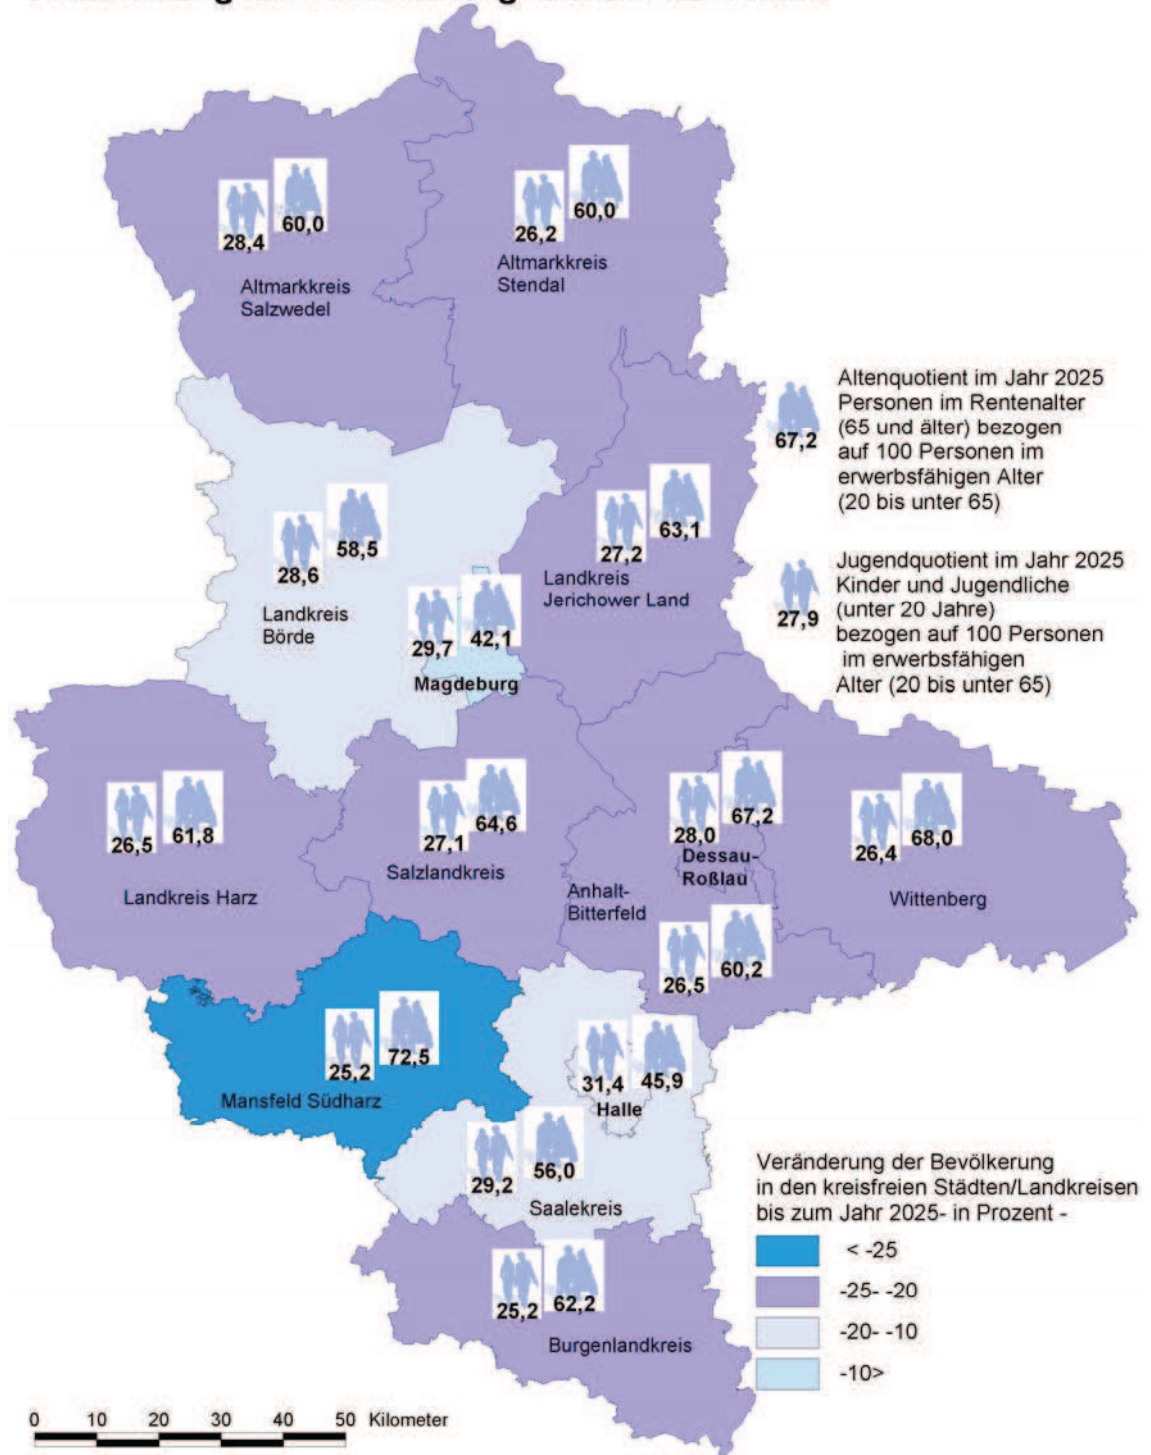 28,4
60,0
Altmarkkreis
Salzwedel
26,2
60,0
Altmarkkreis
Stendal
67,2
Altenquotient im Jahr 2025
Personen im Rentenalter
(65 und älter) bezogen
auf 100 Personen im
erwerbsfähigen Alter
(20 bis unter 65)
28,6
58,5
Landkreis
Börde
27,2
63,1
Landkreis
Jerichower Land
27,9
Jugendquotient im Jahr 2025
Kinder und Jugendliche
(unter 20 Jahre)
bezogen auf 100 Personen
im erwerbsfähigen
Alter (20 bis unter 65)
29,7
42,1
Magdeburg
26,5
61,8
Landkreis Harz
27,1
64,6
Salzlandkreis
28,0
67,2
Dessau-
Roßlau
26,4
68,0
Wittenberg
Anhalt-
Bitterfeld
26,5
60,2
25,2
72,5
Mansfeld Südharz
31,4
45,9
Halle
29,2
56,0
Saalekreis
25,2
62,2
Burgenlandkreis
Veränderung der Bevölkerung
in den kreisfreien Städten/Landkreisen
bis zum Jahr 2025- in Prozent -
< -25
-25- -20
-20- -10
-10>
0 10 20 30 40 50 Kilometer